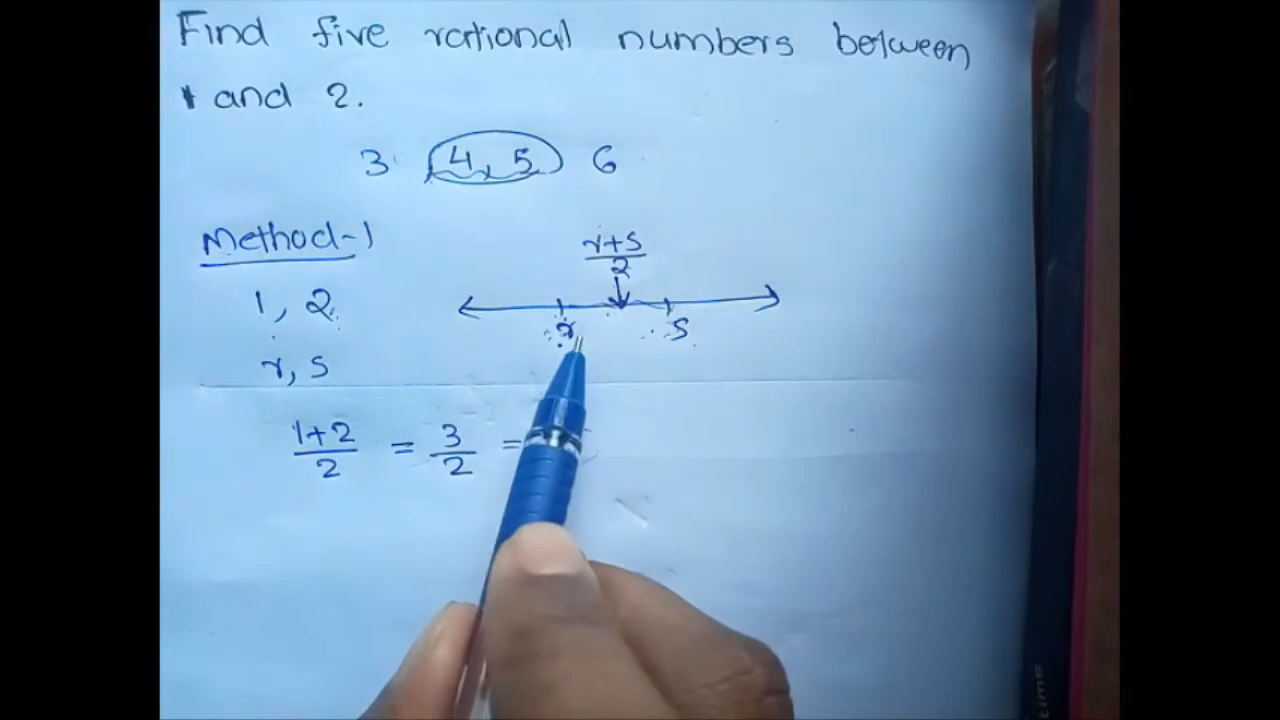 Find five rational numbers between
1 and 2.
3 4, 5 6
Method-1
r+s
2
1, 2
r s
r, s
1+2 = 3 =
2 2